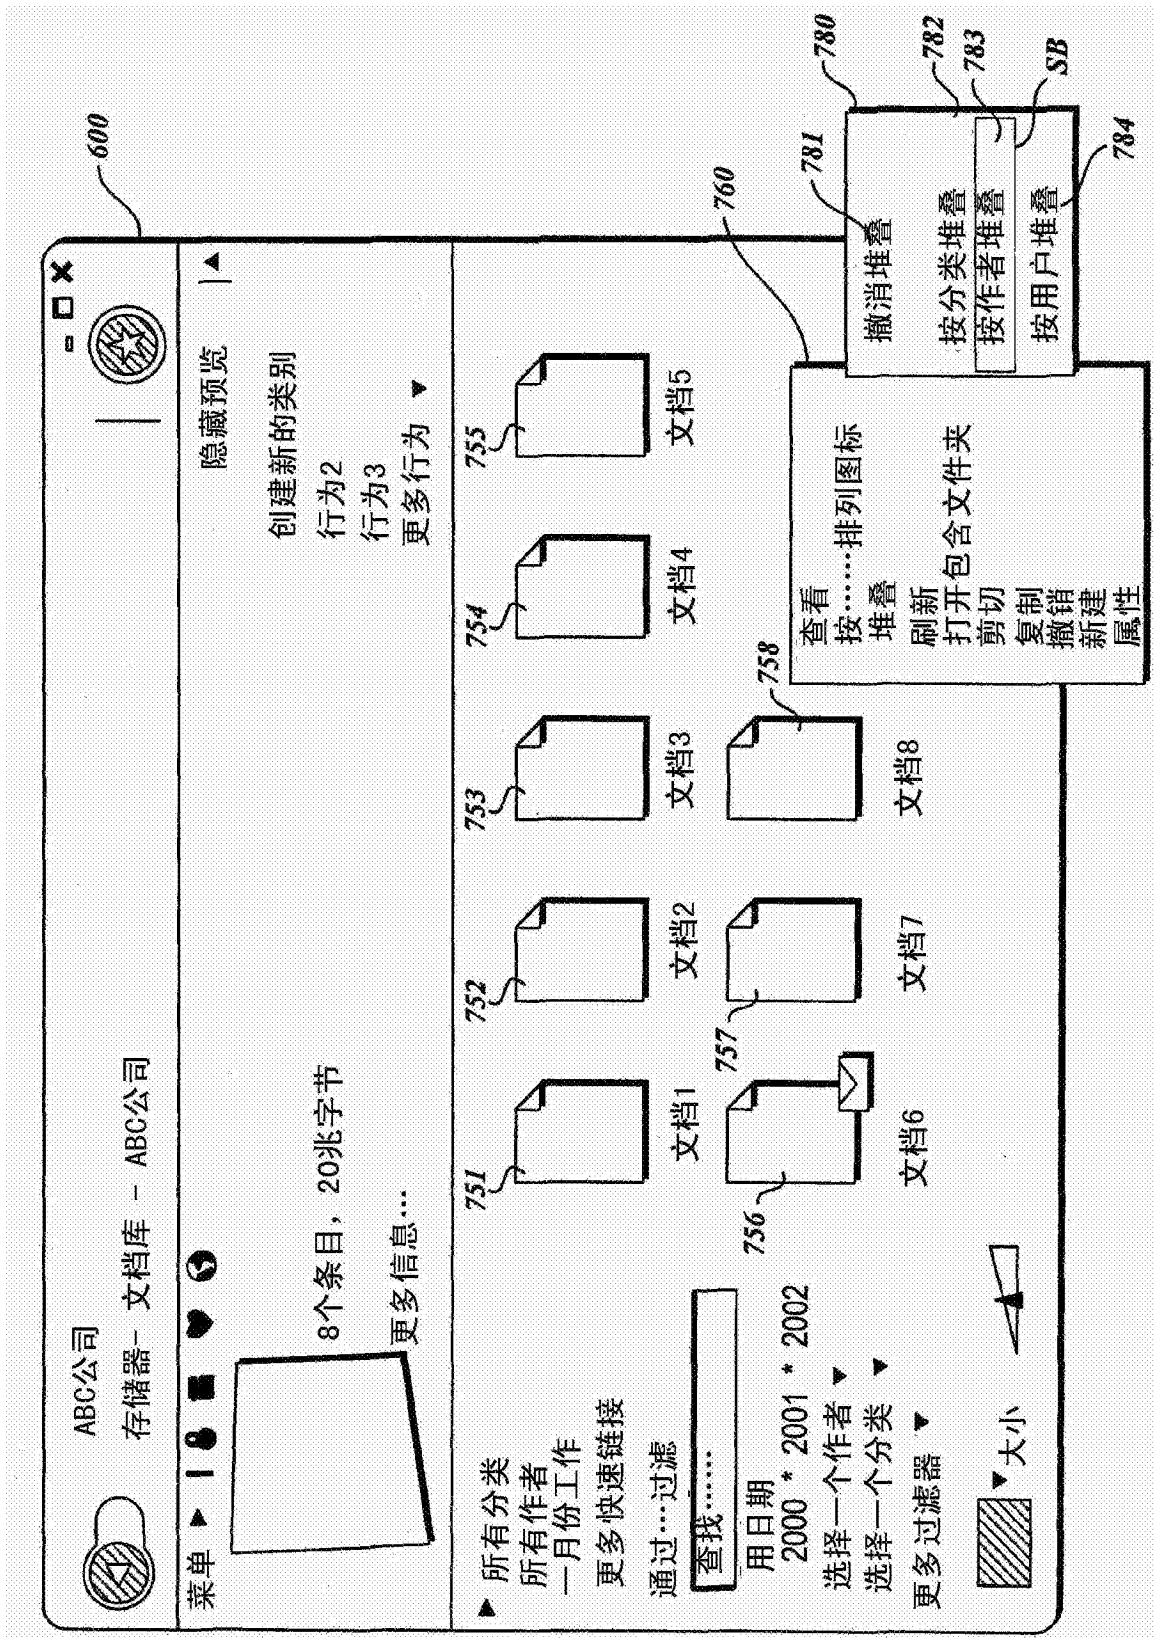 600
ABC公司
存储器- 文档库 - ABC公司
菜单
隐藏预览
8个条目，20兆字节
更多信息…
创建新的类别
行为2
行为3
更多行为
所有分类
所有作者
一月份工作
更多快速链接
通过…过滤
查找……
用日期
2000 * 2001 * 2002
选择一个作者
选择一个分类
更多过滤器
大小
751
752
753
754
755
文档1
文档2
文档3
文档4
文档5
756
757
758
文档6
文档7
文档8
760
查看
按……排列图标
堆叠
刷新
打开包含文件夹
剪切
复制
撤销
新建
属性
780
781
撤消堆叠
782
按分类堆叠
783
按作者堆叠
SB
按用户堆叠
784